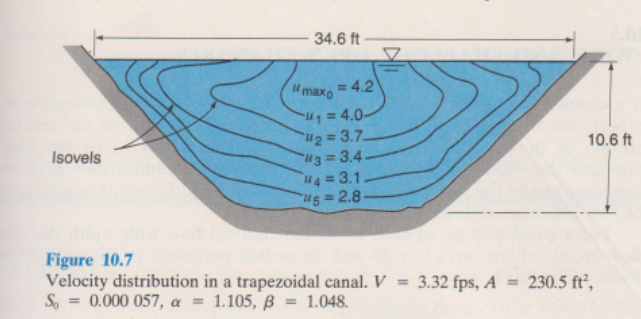 34.6 ft
u max₀ = 4.2
u₁ = 4.0
u₂ = 3.7
u₃ = 3.4
u₄ = 3.1
u₅ = 2.8
Isovels
10.6 ft
Figure 10.7
Velocity distribution in a trapezoidal canal. V = 3.32 fps, A = 230.5 ft²,
S₀ = 0.000 057, α = 1.105, β = 1.048.